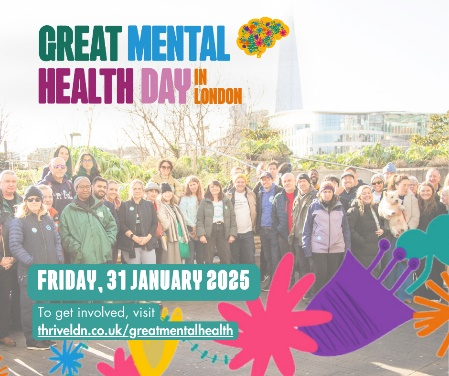 GREAT MENTAL
HEALTH DAY IN LONDON
FRIDAY, 31 JANUARY 2025
To get involved, visit
thriveldn.co.uk/greatmentalhealth